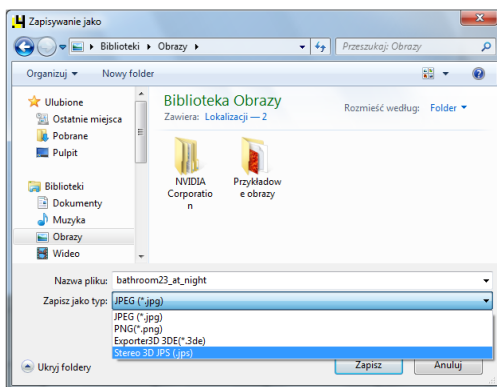 Zapisywanie jako
Biblioteki Obrazy
Przeszukaj: Obrazy
Organizuj
Nowy folder
Ulubione
Ostatnie miejsca
Pobrane
Pulpit
Biblioteki
Dokumenty
Muzyka
Obrazy
Wideo
Biblioteka Obrazy
Zawiera: Lokalizacji — 2
Rozmieść według: Folder
NVIDIA
Corporatio
n
Przykładow
e obrazy
Nazwa pliku: bathroom23_at_night
Zapisz jako typ: JPEG (*.jpg)
JPEG (*.jpg)
PNG(*.png)
Exporter3D 3DE(*.3de)
Stereo 3D JPS (.jps)
Ukryj foldery
Zapisz
Anuluj